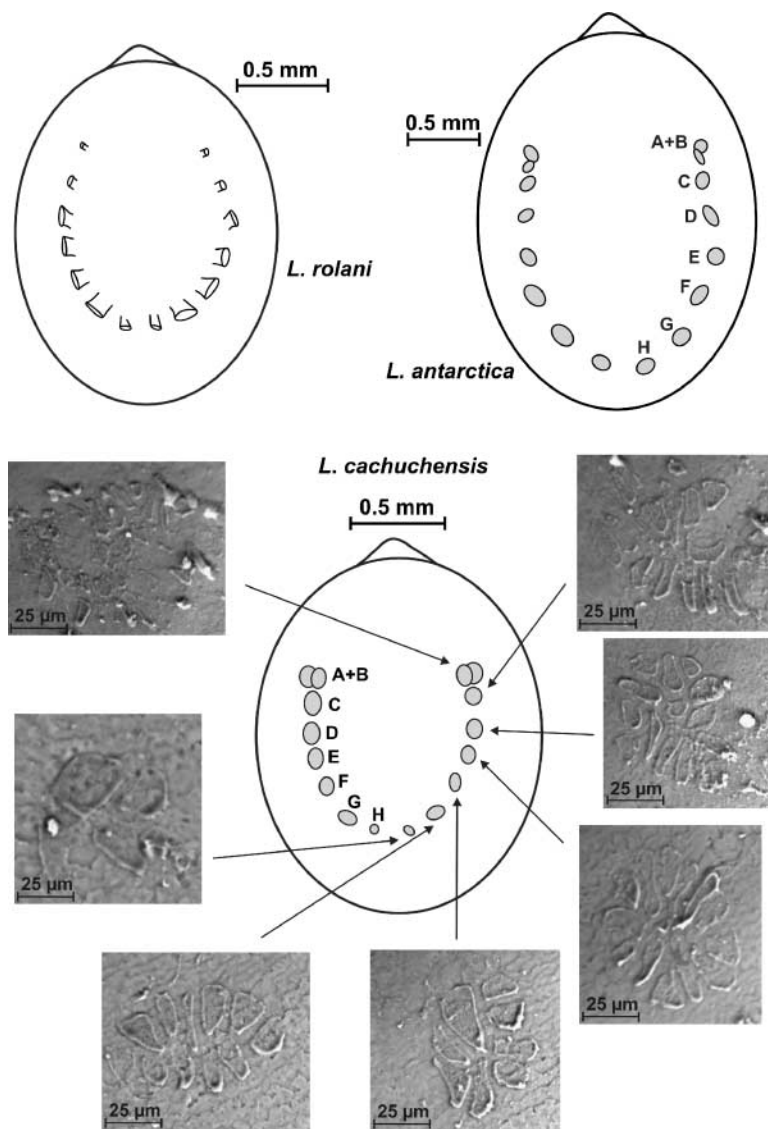 0.5 mm
0.5 mm
A+B
C
D
E
F
G
H
L. rolani
L. antarctica
L. cachuchensis
0.5 mm
25 µm
25 µm
A+B
C
D
E
F
G
H
25 µm
25 µm
25 µm
25 µm
25 µm